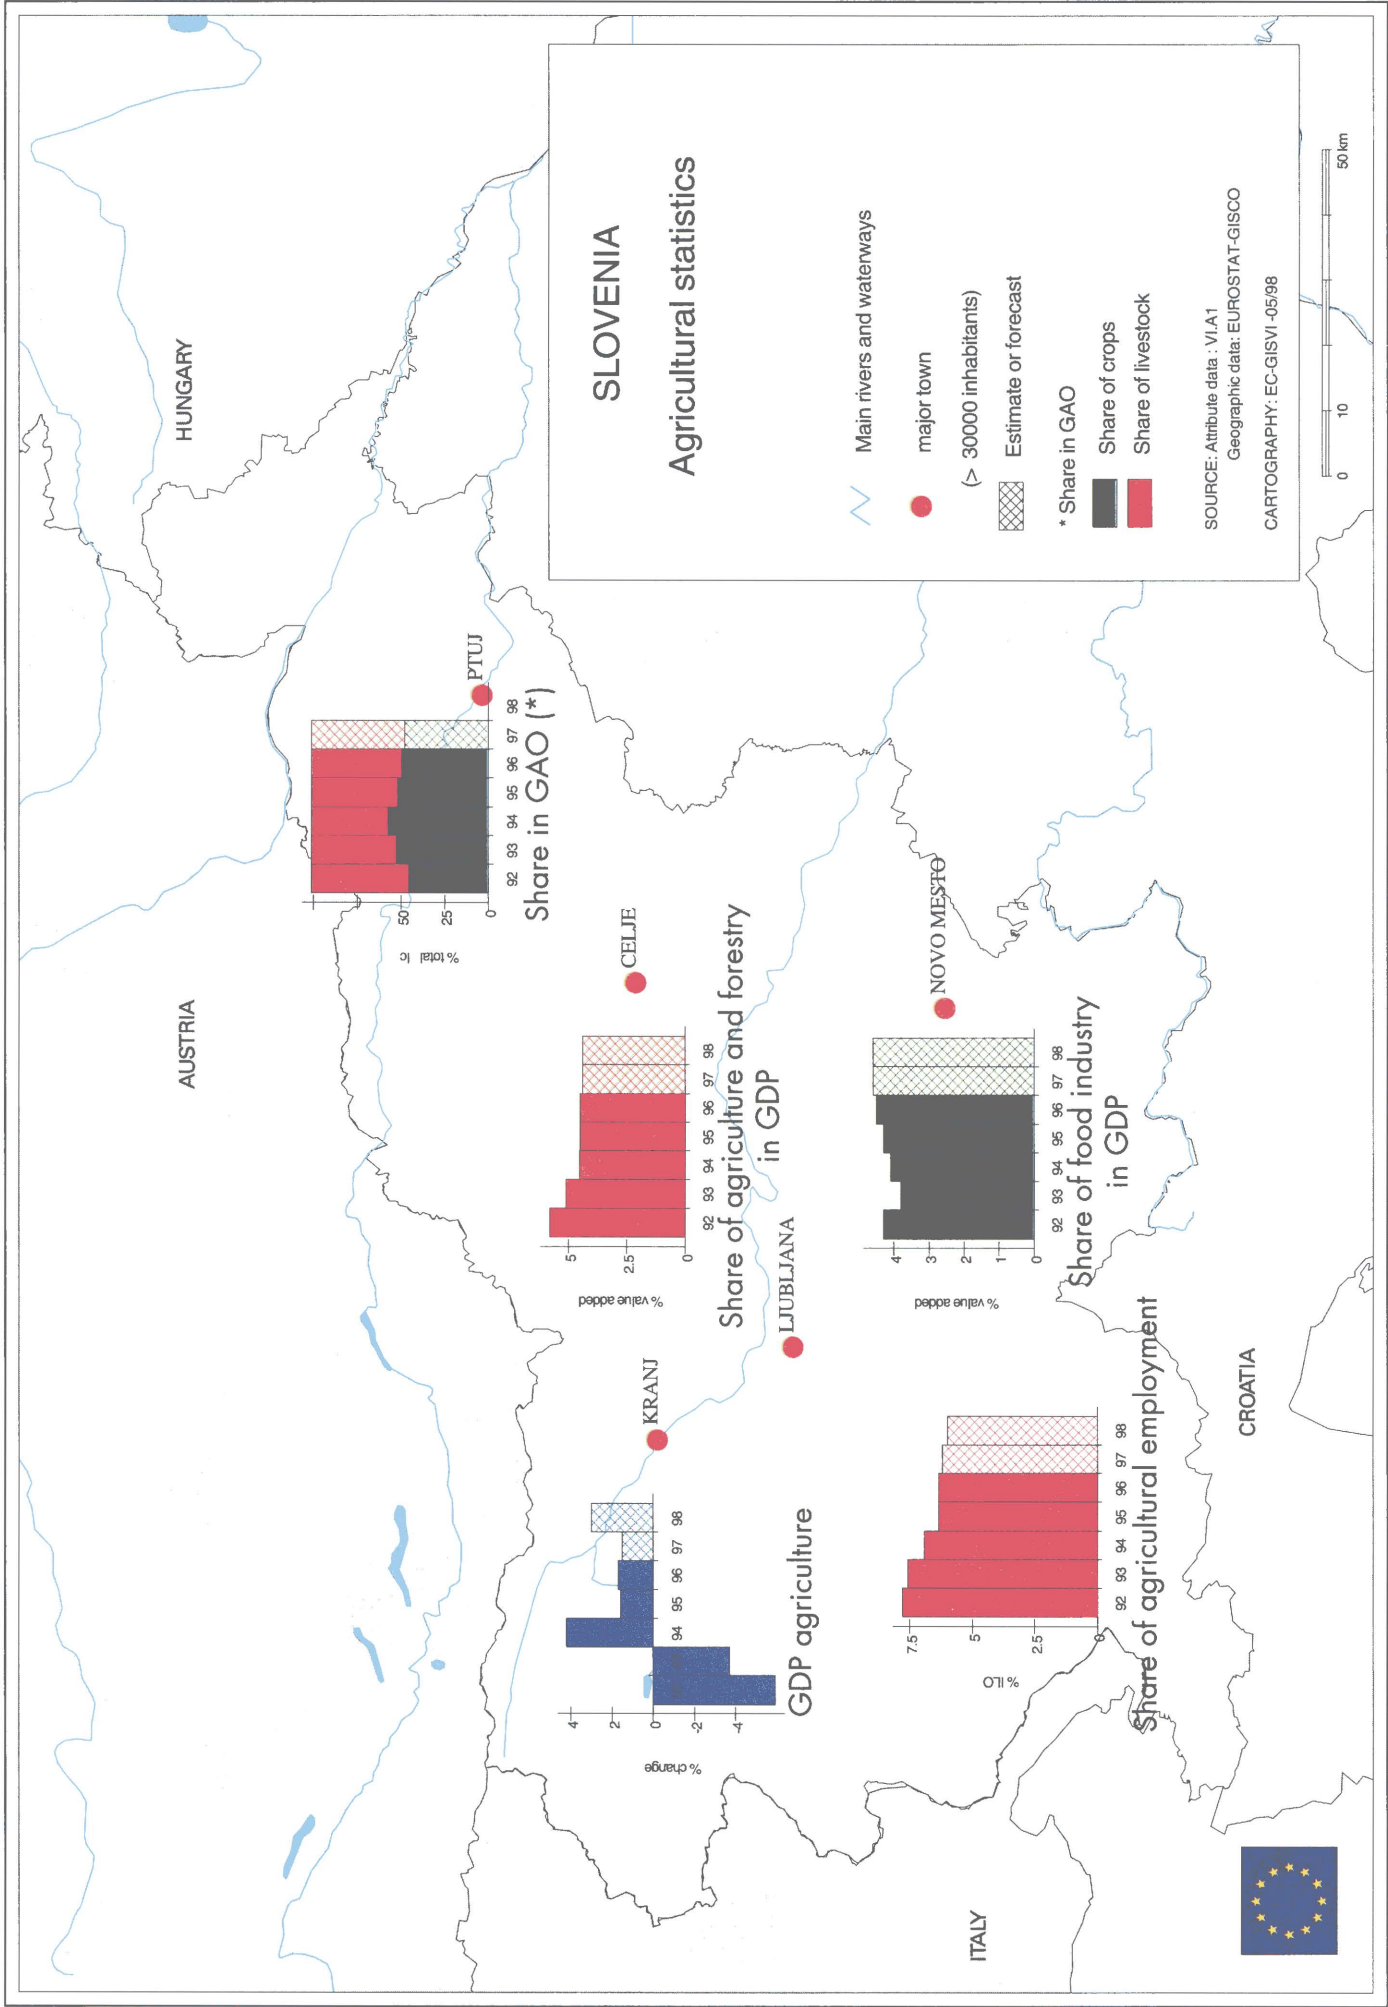 SLOVENIA
Agricultural statistics
Main rivers and waterways
major town
(> 30000 inhabitants)
Estimate or forecast
* Share in GAO
Share of crops
Share of livestock
SOURCE: Attribute data : VI.A1
Geographic data: EUROSTAT-GISCO
CARTOGRAPHY: EC-GISVI -05/98
0 10 50 km
HUNGARY
AUSTRIA
ITALY
CROATIA
PTUJ
CELJE
NOVO MESTO
LJUBLJANA
KRANJ
% total
50
25
0
92 93 94 95 96 97 98
Share in GAO (*)
% value added
5
2.5
0
92 93 94 95 96 97 98
Share of agriculture and forestry
in GDP
% value added
4
3
2
1
0
92 93 94 95 96 97 98
Share of food industry
in GDP
% change
4
2
0
-2
-4
94 95 96 97 98
GDP agriculture
% ILO
7.5
5
2.5
0
92 93 94 95 96 97 98
Share of agricultural employment